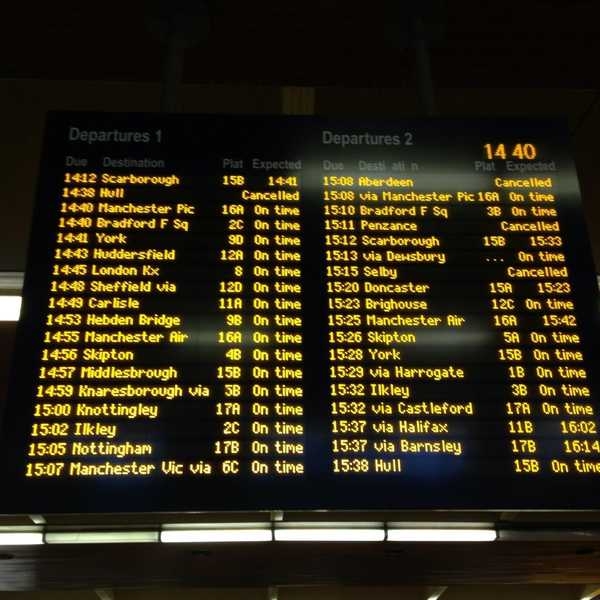 Departures 1
Due Destination Plat Expected
14:12 Scarborough 15B 14:41
14:38 Hull Cancelled
14:40 Manchester Pic 16A On time
14:40 Bradford F Sq 2C On time
14:41 York 9D On time
14:43 Huddersfield 12A On time
14:45 London Kx 8 On time
14:48 Sheffield via 12D On time
14:49 Carlisle 11A On time
14:53 Hebden Bridge 9B On time
14:55 Manchester Air 16A On time
14:56 Skipton 4B On time
14:57 Middlesbrough 15B On time
14:59 Knaresborough via 3B On time
15:00 Knottingley 17A On time
15:02 Ilkley 2C On time
15:05 Nottingham 17B On time
15:07 Manchester Vic via 6C On time
Departures 2
14 40
Due Desti ati n Plat Expected
15:08 Aberdeen Cancelled
15:08 via Manchester Pic 16A On time
15:10 Bradford F Sq 3B On time
15:11 Penzance Cancelled
15:12 Scarborough 15B 15:33
15:13 via Dewsbury ... On time
15:15 Selby Cancelled
15:20 Doncaster 15A 15:23
15:23 Brighouse 12C On time
15:25 Manchester Air 16A 15:42
15:26 Skipton 5A On time
15:28 York 15B On time
15:29 via Harrogate 1B On time
15:32 Ilkley 3B On time
15:32 via Castleford 17A On time
15:37 via Halifax 11B 16:02
15:37 via Barnsley 17B 16:14
15:38 Hull 15B On time